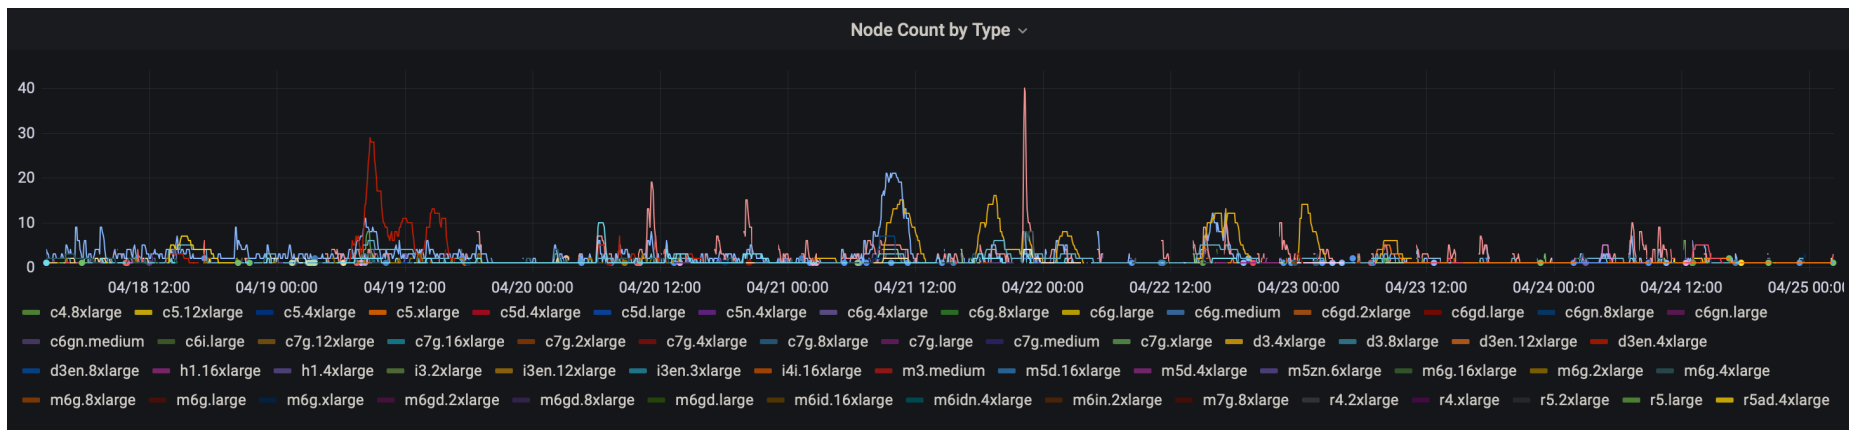 Node Count by Type
40
30
20
10
0
04/18 12:00 04/19 00:00 04/19 12:00 04/20 00:00 04/20 12:00 04/21 00:00 04/21 12:00 04/22 00:00 04/22 12:00 04/23 00:00 04/23 12:00 04/24 00:00 04/24 12:00 04/25 00:0
c4.8xlarge c5.12xlarge c5.4xlarge c5.xlarge c5d.4xlarge c5d.large c5n.4xlarge c6g.4xlarge c6g.8xlarge c6g.large c6g.medium c6gd.2xlarge c6gd.large c6gn.8xlarge c6gn.large
c6gn.medium c6i.large c7g.12xlarge c7g.16xlarge c7g.2xlarge c7g.4xlarge c7g.8xlarge c7g.large c7g.medium c7g.xlarge d3.4xlarge d3.8xlarge d3en.12xlarge d3en.4xlarge
d3en.8xlarge h1.16xlarge h1.4xlarge i3.2xlarge i3en.12xlarge i3en.3xlarge i4i.16xlarge m3.medium m5d.16xlarge m5d.4xlarge m5zn.6xlarge m6g.16xlarge m6g.2xlarge m6g.4xlarge
m6g.8xlarge m6g.large m6g.xlarge m6gd.2xlarge m6gd.8xlarge m6gd.large m6id.16xlarge m6idn.4xlarge m6in.2xlarge m7g.8xlarge r4.2xlarge r4.xlarge r5.2xlarge r5.large r5ad.4xlarge